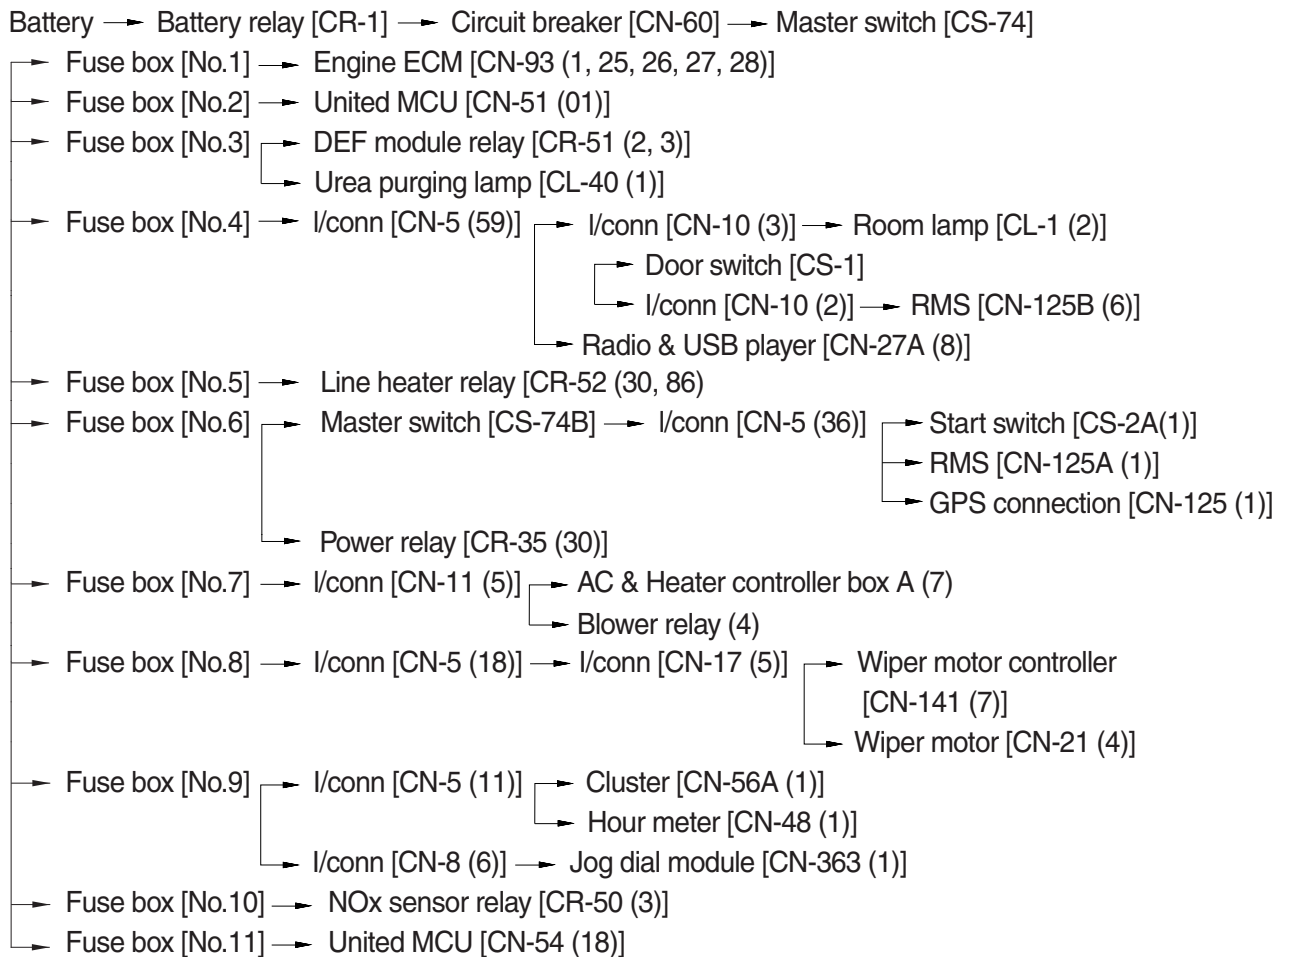 Battery → Battery relay [CR-1] → Circuit breaker [CN-60] → Master switch [CS-74]
→ Fuse box [No.1] → Engine ECM [CN-93 (1, 25, 26, 27, 28)]
→ Fuse box [No.2] → United MCU [CN-51 (01)]
→ Fuse box [No.3] → DEF module relay [CR-51 (2, 3)]
→ Urea purging lamp [CL-40 (1)]
→ Fuse box [No.4] → I/conn [CN-5 (59)] → I/conn [CN-10 (3)] → Room lamp [CL-1 (2)]
→ Door switch [CS-1]
→ I/conn [CN-10 (2)] → RMS [CN-125B (6)]
→ Radio & USB player [CN-27A (8)]
→ Fuse box [No.5] → Line heater relay [CR-52 (30, 86)
→ Fuse box [No.6] → Master switch [CS-74B] → I/conn [CN-5 (36)] → Start switch [CS-2A(1)]
→ RMS [CN-125A (1)]
→ GPS connection [CN-125 (1)]
→ Power relay [CR-35 (30)]
→ Fuse box [No.7] → I/conn [CN-11 (5)] → AC & Heater controller box A (7)
→ Blower relay (4)
→ Fuse box [No.8] → I/conn [CN-5 (18)] → I/conn [CN-17 (5)] → Wiper motor controller
[CN-141 (7)]
→ Wiper motor [CN-21 (4)]
→ Fuse box [No.9] → I/conn [CN-5 (11)] → Cluster [CN-56A (1)]
→ Hour meter [CN-48 (1)]
→ I/conn [CN-8 (6)] → Jog dial module [CN-363 (1)]
→ Fuse box [No.10] → NOx sensor relay [CR-50 (3)]
→ Fuse box [No.11] → United MCU [CN-54 (18)]